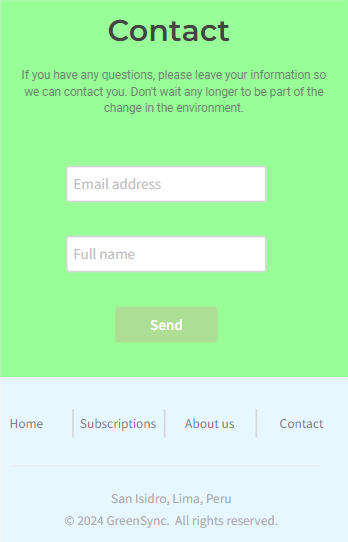 Contact
If you have any questions, please leave your information so
we can contact you. Don't wait any longer to be part of the
change in the environment.
Email address
Full name
Send
Home Subscriptions About us Contact
San Isidro, Lima, Peru
© 2024 GreenSync. All rights reserved.